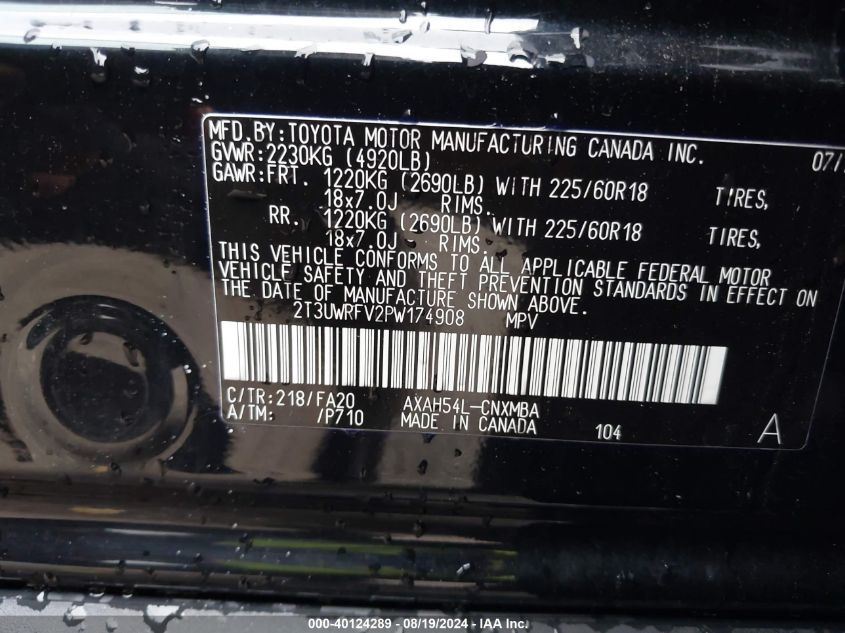 MFD.BY:TOYOTA MOTOR MANUFACTURING CANADA INC. 07/
GVWR:2230KG (4920LB)
GAWR:FRT. 1220KG (2690LB) WITH 225/60R18 TIRES,
18x7.0J RIMS.
RR. 1220KG (2690LB) WITH 225/60R18 TIRES,
18x7.0J RIMS.
THIS VEHICLE CONFORMS TO ALL APPLICABLE FEDERAL MOTOR
VEHICLE SAFETY AND THEFT PREVENTION STANDARDS IN EFFECT ON
THE DATE OF MANUFACTURE SHOWN ABOVE.
2T3UWRFV2PW174908 MPV
C/TR:218/FA20 AXAH54L-CNXMBA
A/TM: /P710 MADE IN CANADA 104 A
000-40124289 - 08/19/2024 - IAA Inc.